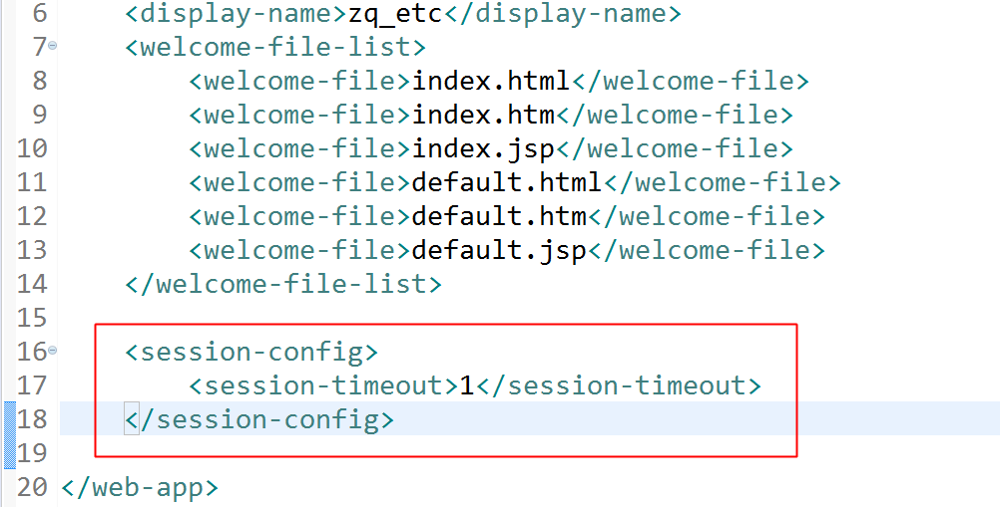 6 <display-name>zq_etc</display-name>
7 <welcome-file-list>
8 <welcome-file>index.html</welcome-file>
9 <welcome-file>index.htm</welcome-file>
10 <welcome-file>index.jsp</welcome-file>
11 <welcome-file>default.html</welcome-file>
12 <welcome-file>default.htm</welcome-file>
13 <welcome-file>default.jsp</welcome-file>
14 </welcome-file-list>
15
16 <session-config>
17 <session-timeout>1</session-timeout>
18 </session-config>
19
20 </web-app>